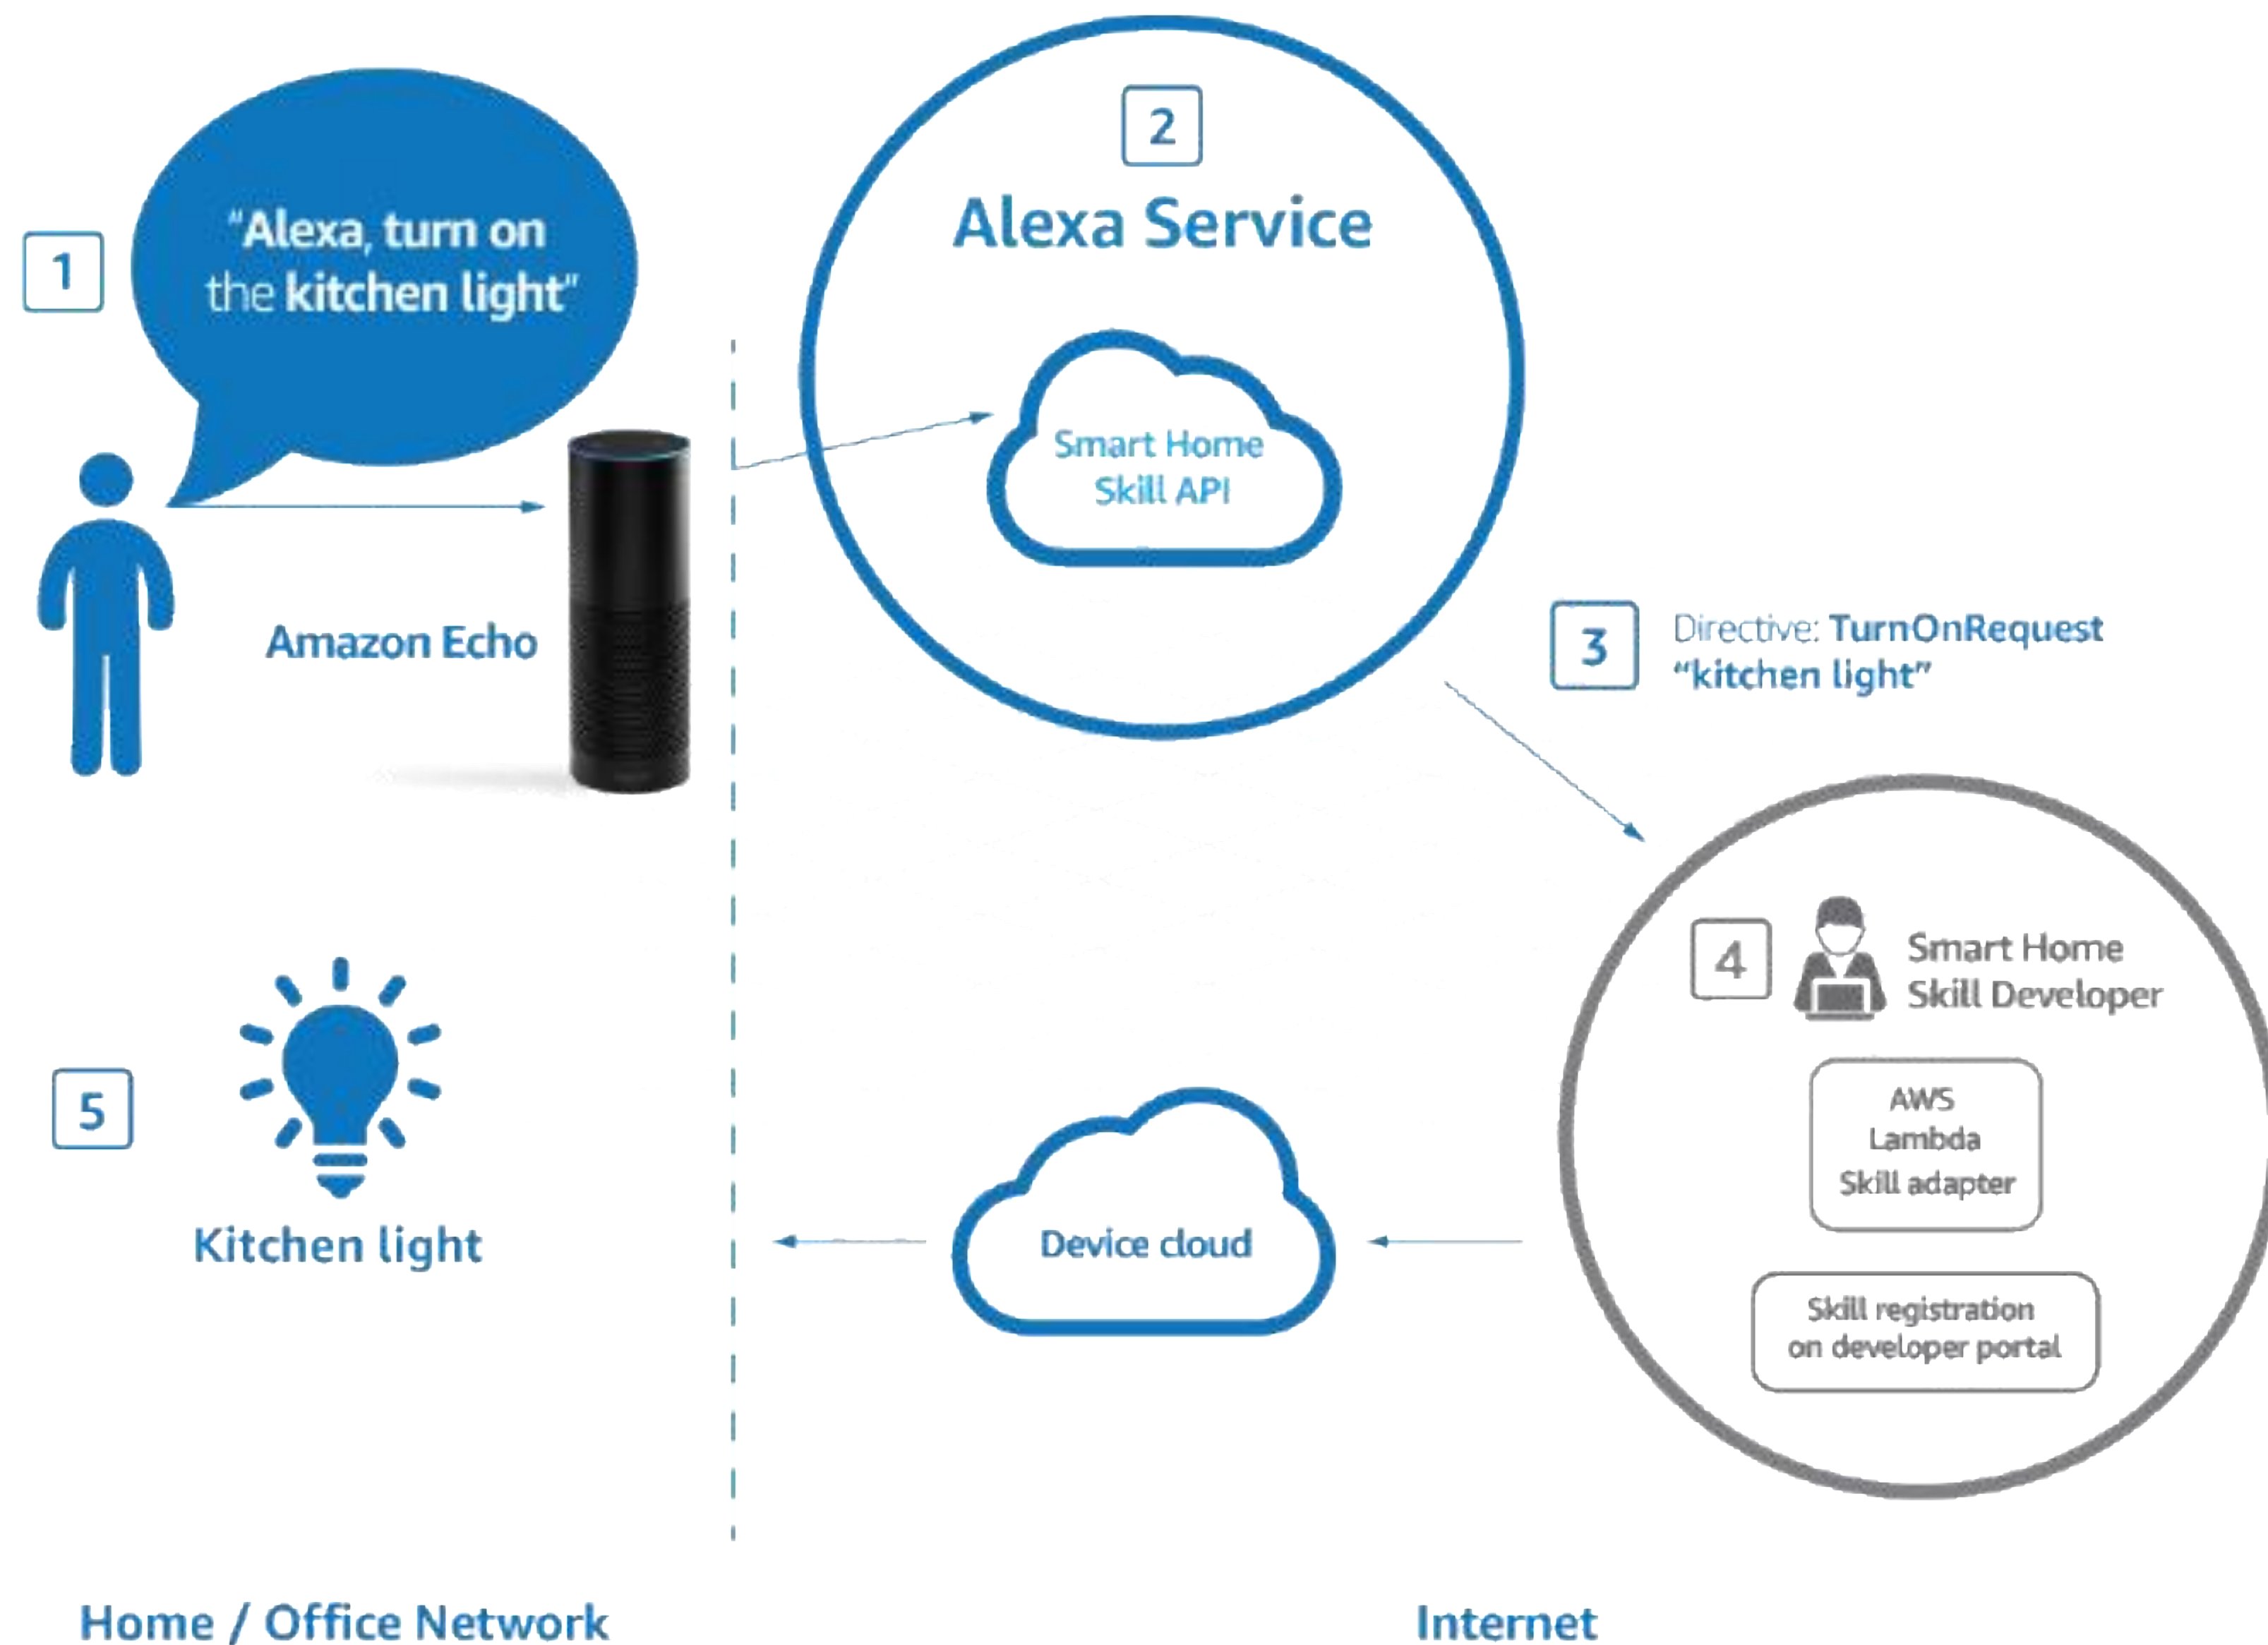 1
“Alexa, turn on
the kitchen light”
Amazon Echo
2
Alexa Service
Smart Home
Skill API
3
Directive: TurnOnRequest
“kitchen light”
4
Smart Home
Skill Developer
AWS
Lambda
Skill adapter
Skill registration
on developer portal
Device cloud
5
Kitchen light
Home / Office Network
Internet